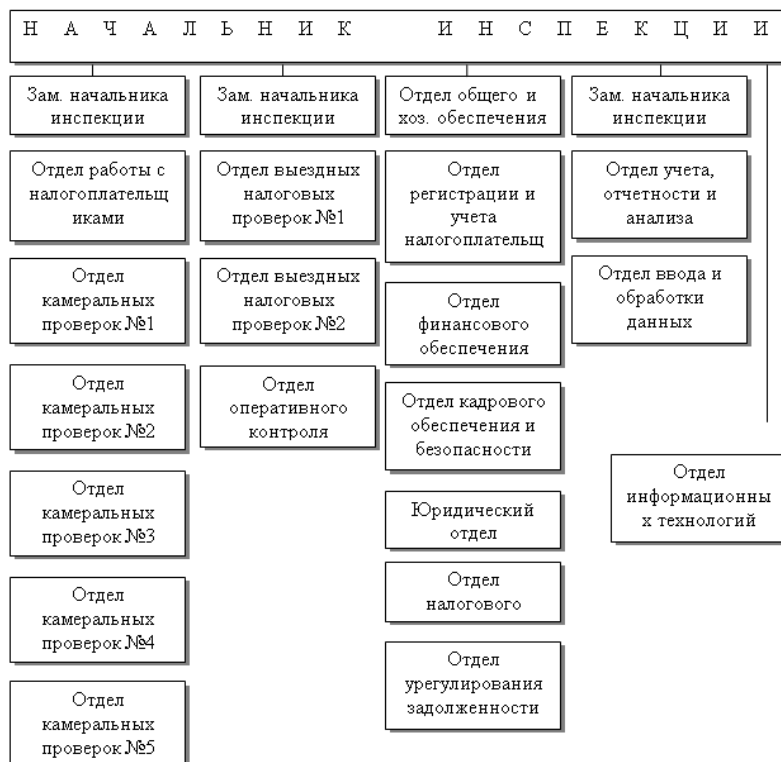 Н А Ч А Л Ь Н И К И Н С П Е К Ц И И
Зам. начальника
инспекции
Отдел работы с
налогоплательщ
иками
Отдел
камеральных
проверок №1
Отдел
камеральных
проверок №2
Отдел
камеральных
проверок №3
Отдел
камеральных
проверок №4
Отдел
камеральных
проверок №5
Зам. начальника
инспекции
Отдел выездных
налоговых
проверок №1
Отдел выездных
налоговых
проверок №2
Отдел
оперативного
контроля
Отдел общего и
хоз. обеспечения
Отдел
регистрации и
учета
налогоплательщ
Отдел
финансового
обеспечения
Отдел кадрового
обеспечения и
безопасности
Юридический
отдел
Отдел
налогового
Отдел
урегулирования
задолженности
Зам. начальника
инспекции
Отдел учета,
отчетности и
анализа
Отдел ввода и
обработки
данных
Отдел
информационны
х технологий